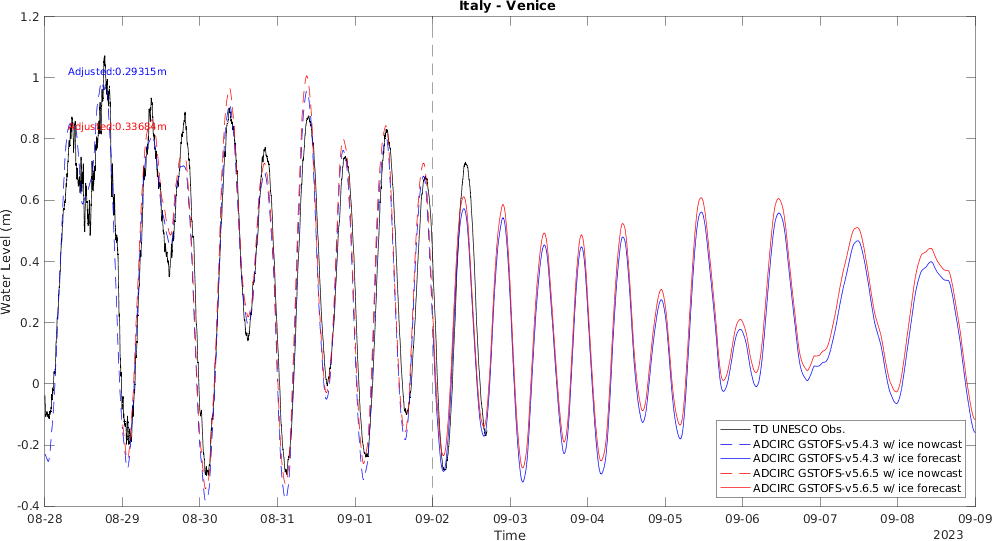 Italy - Venice
Water Level (m)
1.2
1
0.8
0.6
0.4
0.2
0
-0.2
-0.4
Adjusted:0.29315m
Adjusted:0.33684m
TD UNESCO Obs.
ADCIRC GSTOFS-v5.4.3 w/ ice nowcast
ADCIRC GSTOFS-v5.4.3 w/ ice forecast
ADCIRC GSTOFS-v5.6.5 w/ ice nowcast
ADCIRC GSTOFS-v5.6.5 w/ ice forecast
08-28 08-29 08-30 08-31 09-01 09-02 09-03 09-04 09-05 09-06 09-07 09-08 09-09
Time
2023